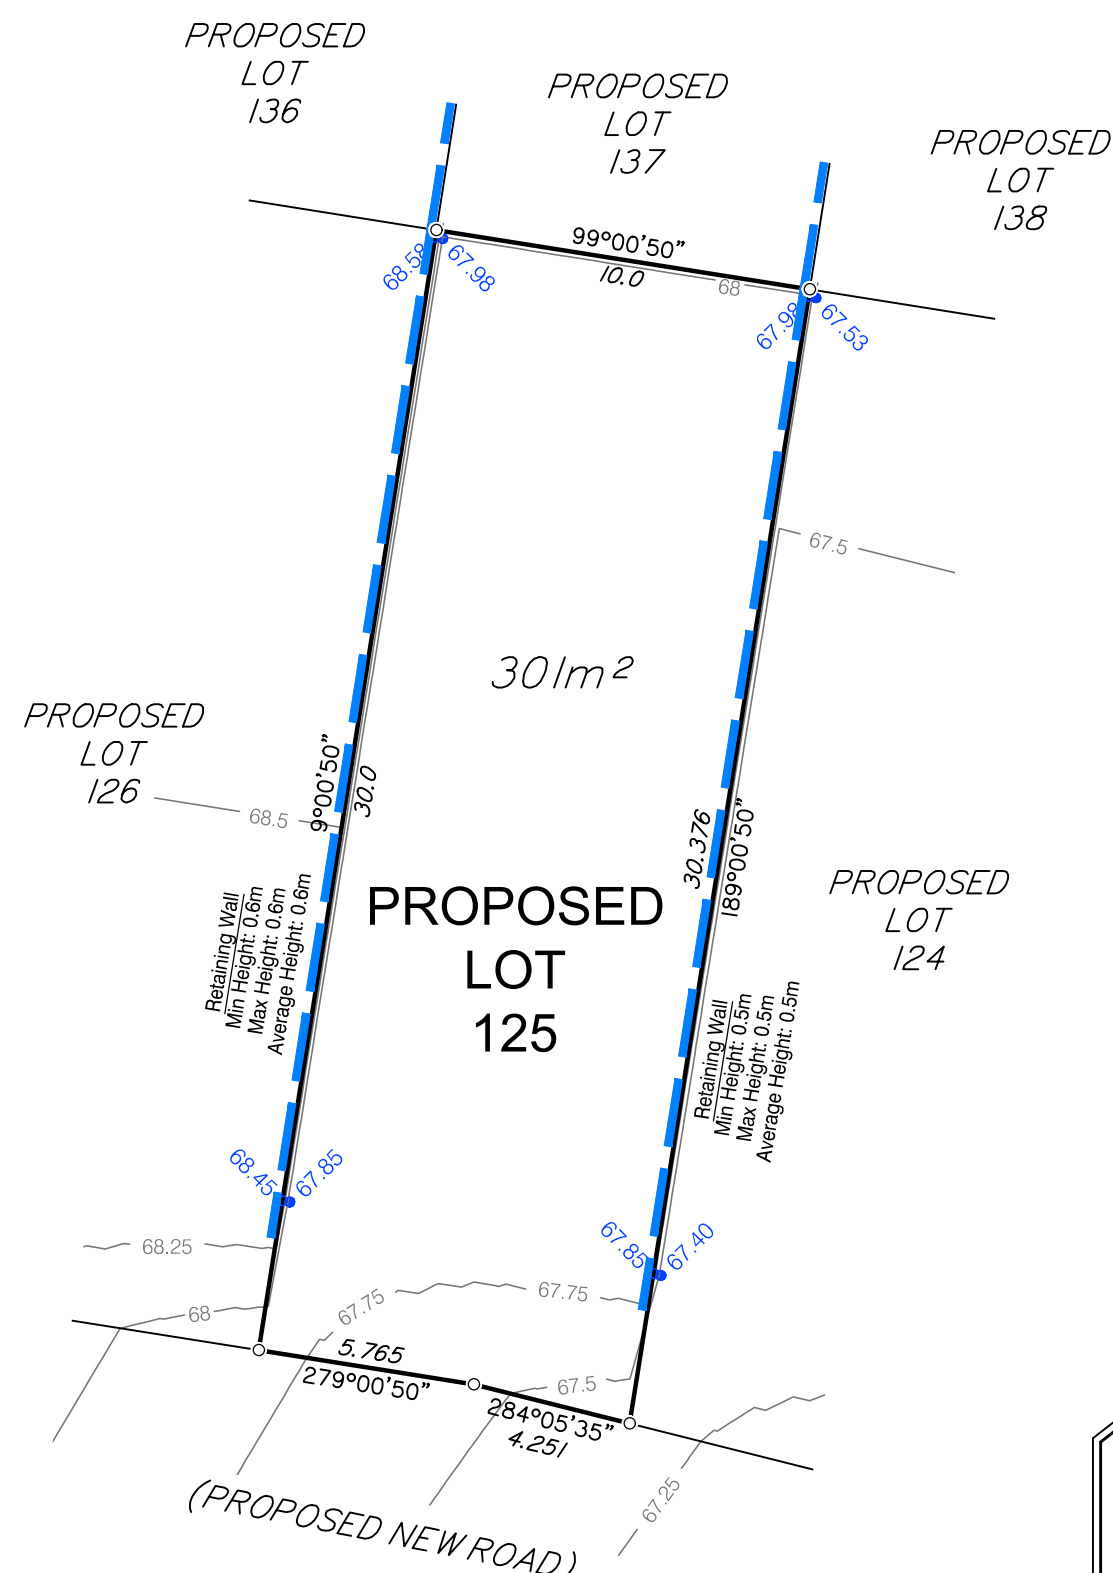 PROPOSED
LOT
136
PROPOSED
LOT
137
PROPOSED
LOT
138
99°00'50"
10.0
68
68.58
67.98
67.98
67.53
67.5
301m²
PROPOSED
LOT
126
68.5
9°00'50"
30.0
30.376
189°00'50"
PROPOSED
LOT
125
PROPOSED
LOT
124
Retaining Wall
Min Height: 0.6m
Max Height: 0.6m
Average Height: 0.6m
Retaining Wall
Min Height: 0.5m
Max Height: 0.5m
Average Height: 0.5m
68.45
67.85
67.85
67.40
68.25
68
67.75
67.75
5.765
279°00'50"
67.5
284°05'35"
4.251
67.25
(PROPOSED NEW ROAD)